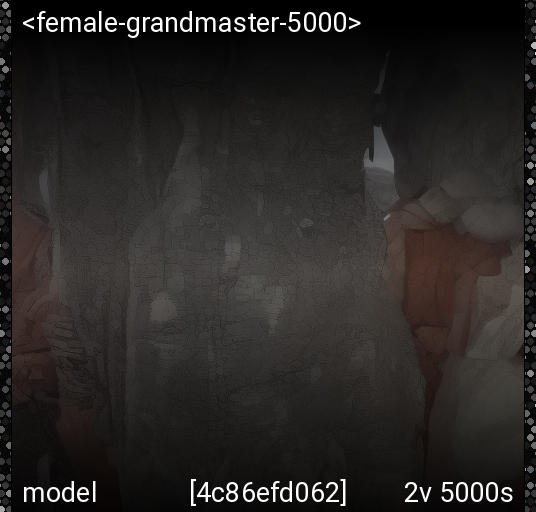 <female-grandmaster-5000>
model [4c86efd062] 2v 5000s